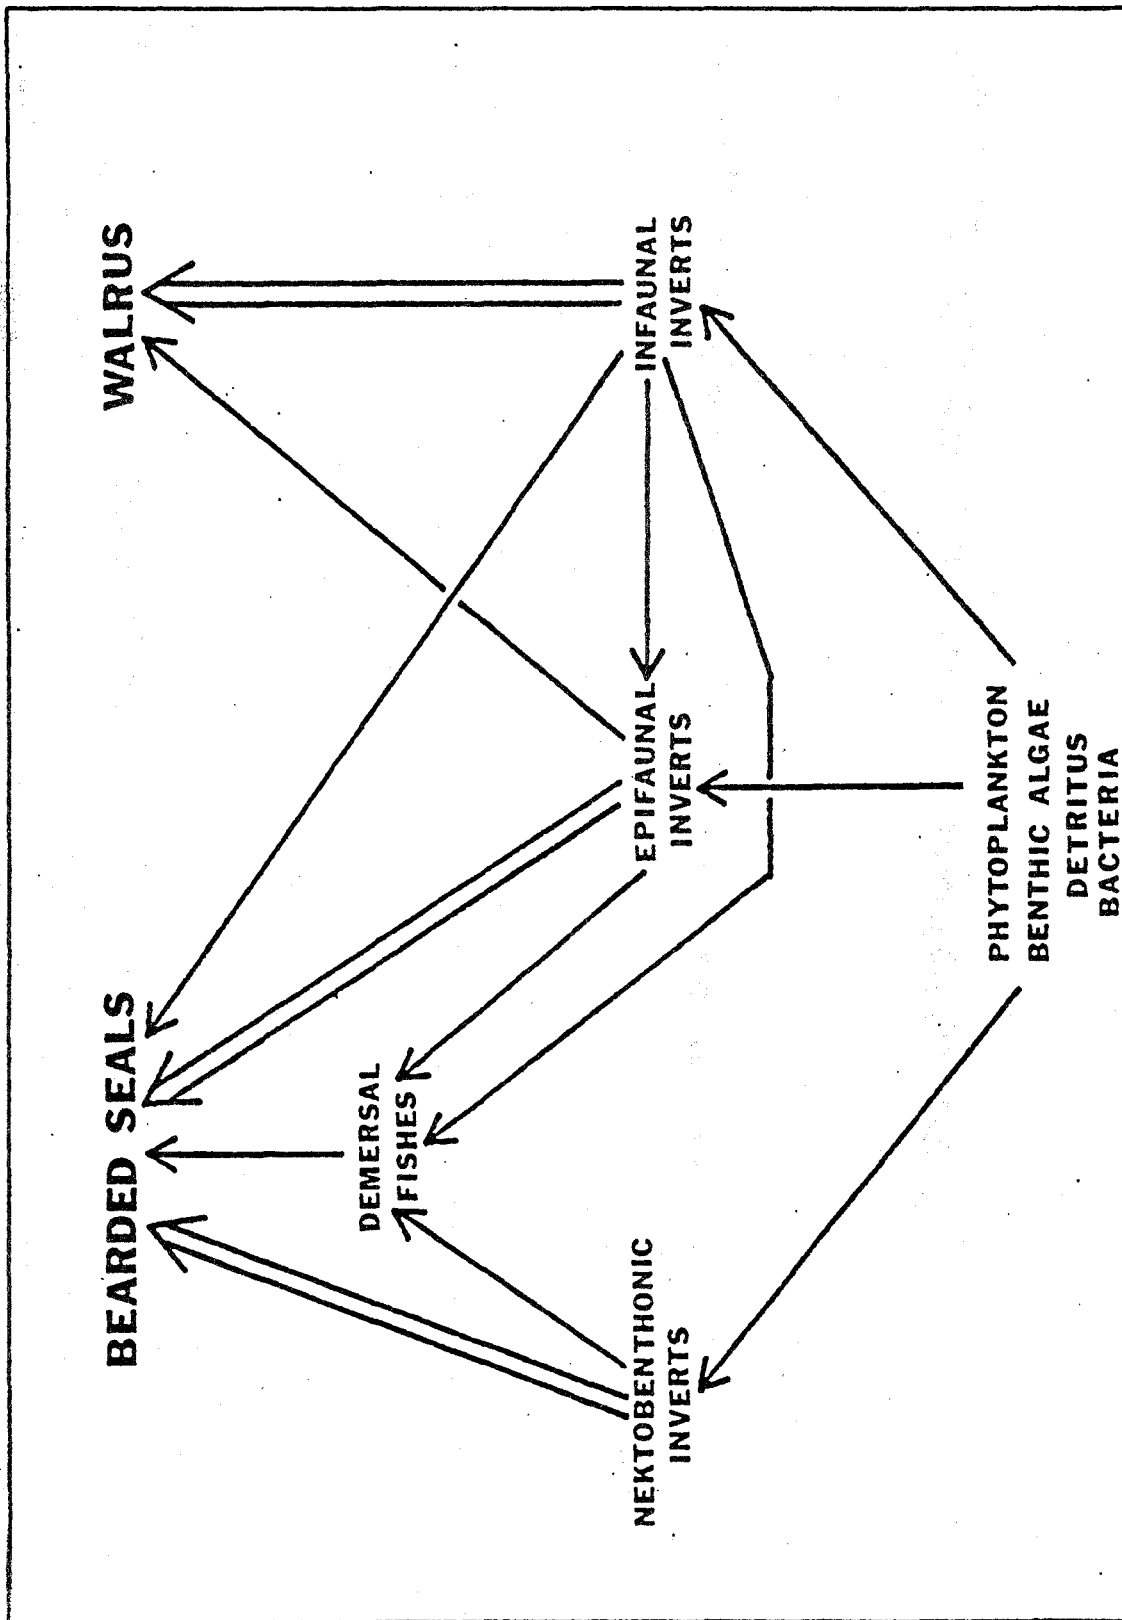 BEARDED SEALS
WALRUS
DEMERSAL
FISHES
NEKTOBENTHONIC
INVERTS
EPIFAUNAL
INVERTS
INFAUNAL
INVERTS
PHYTOPLANKTON
BENTHIC ALGAE
DETRITUS
BACTERIA